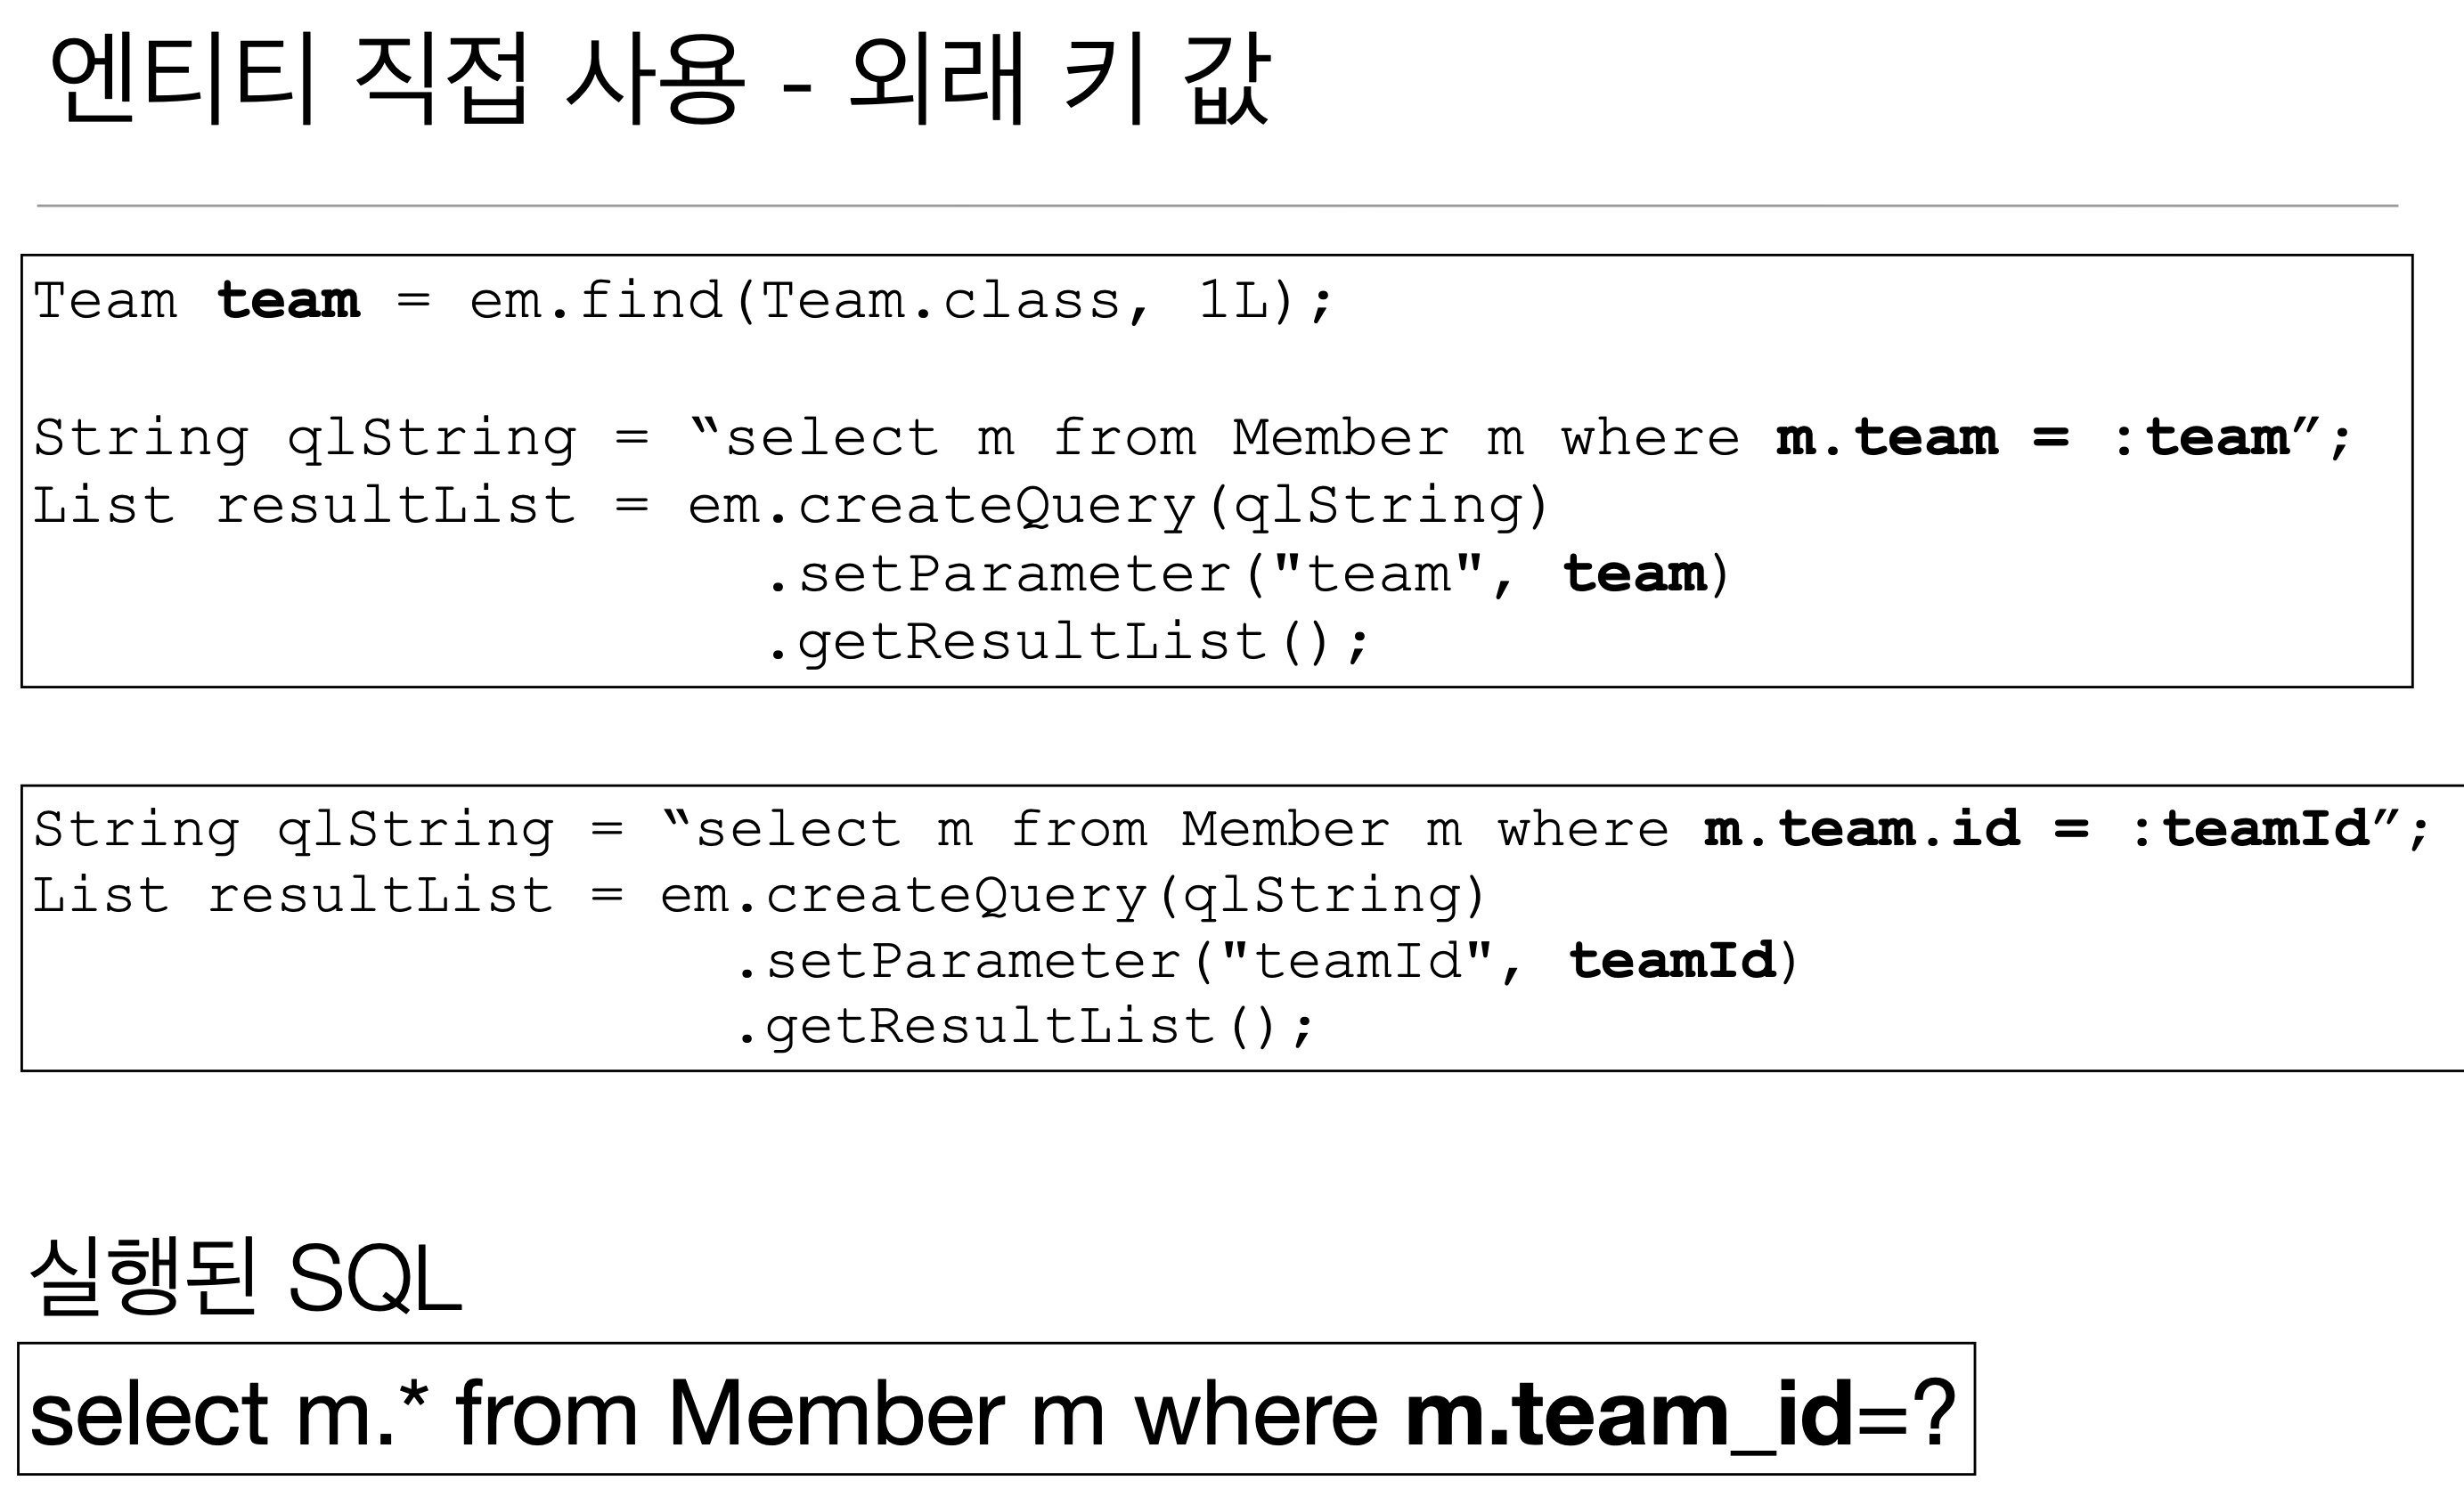 엔티티 직접 사용 - 외래 키 값
Team team = em.find(Team.class, 1L);
String qlString = “select m from Member m where m.team = :team”;
List resultList = em.createQuery(qlString)
.setParameter("team", team)
.getResultList();
String qlString = “select m from Member m where m.team.id = :teamId”;
List resultList = em.createQuery(qlString)
.setParameter("teamId", teamId)
.getResultList();
실행된 SQL
select m.* from Member m where m.team_id=?